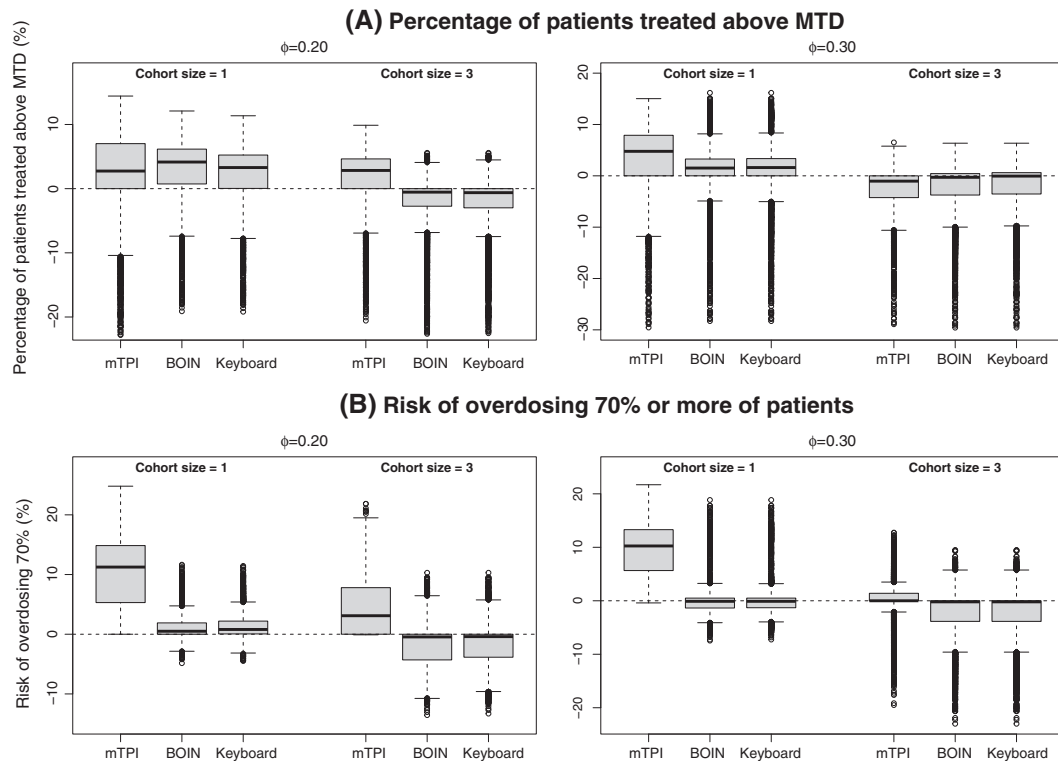 (A) Percentage of patients treated above MTD
ϕ=0.20
ϕ=0.30
Percentage of patients treated above MTD (%)
Cohort size = 1
Cohort size = 3
Cohort size = 1
Cohort size = 3
10
0
−10
−20
20
10
0
−10
−20
−30
mTPI BOIN Keyboard mTPI BOIN Keyboard
mTPI BOIN Keyboard mTPI BOIN Keyboard
(B) Risk of overdosing 70% or more of patients
ϕ=0.20
ϕ=0.30
Risk of overdosing 70% (%)
Cohort size = 1
Cohort size = 3
Cohort size = 1
Cohort size = 3
20
10
0
−10
20
10
0
−10
−20
mTPI BOIN Keyboard mTPI BOIN Keyboard
mTPI BOIN Keyboard mTPI BOIN Keyboard